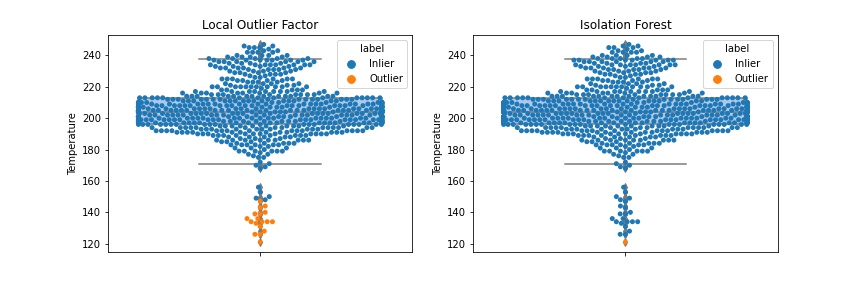 Local Outlier Factor
Temperature
240
220
200
180
160
140
120
label
Inlier
Outlier
Isolation Forest
Temperature
240
220
200
180
160
140
120
label
Inlier
Outlier